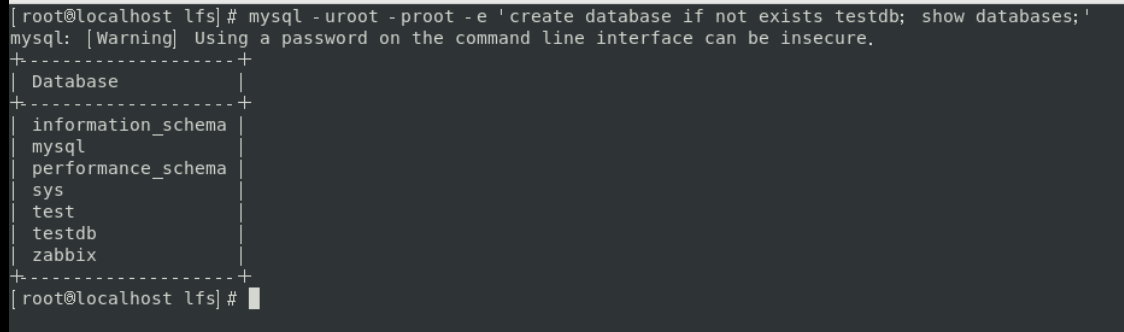 [root@localhost lfs]# mysql -uroot -proot -e 'create database if not exists testdb; show databases;'
mysql: [Warning] Using a password on the command line interface can be insecure.
+--------------------+
| Database           |
+--------------------+
| information_schema |
| mysql              |
| performance_schema |
| sys                |
| test               |
| testdb             |
| zabbix             |
+--------------------+
[root@localhost lfs]#